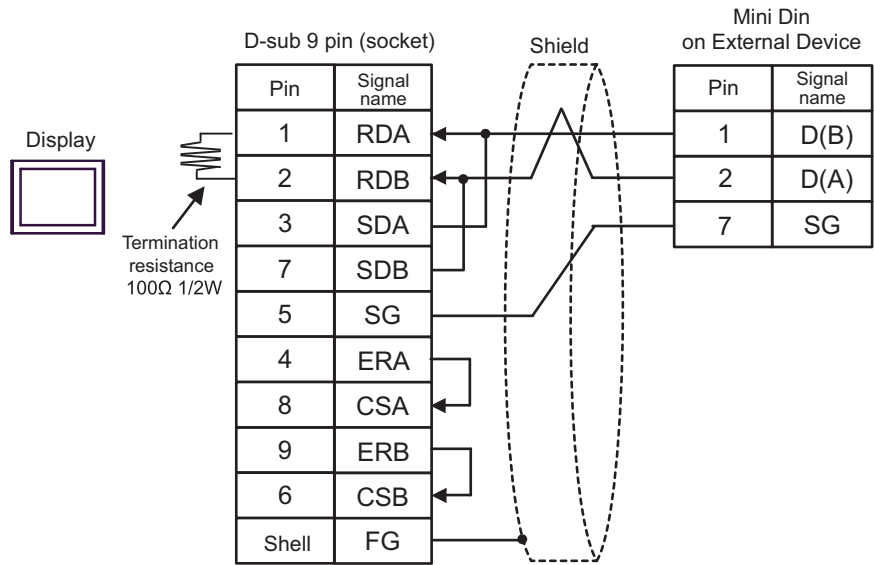 D-sub 9 pin (socket)
Shield
Mini Din
on External Device
Display
Termination
resistance
100Ω 1/2W
Pin Signal name
1 RDA
2 RDB
3 SDA
7 SDB
5 SG
4 ERA
8 CSA
9 ERB
6 CSB
Shell FG
Pin Signal name
1 D(B)
2 D(A)
7 SG